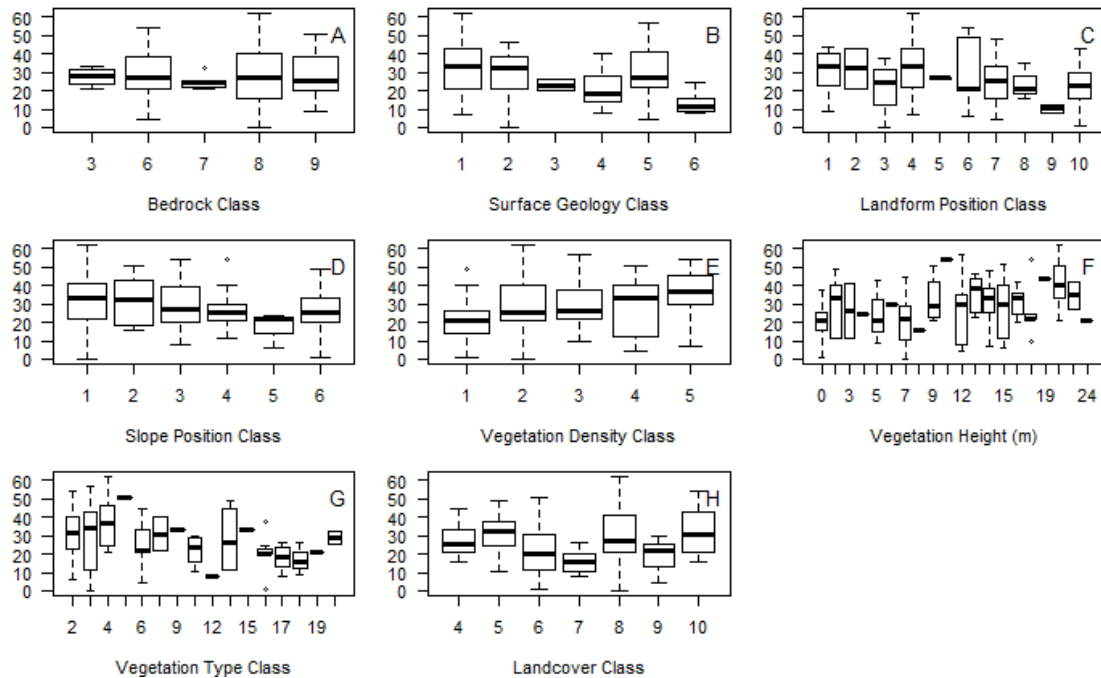 A
0 10 20 30 40 50 60
3 6 7 8 9
Bedrock Class
B
0 10 20 30 40 50 60
1 2 3 4 5 6
Surface Geology Class
C
0 10 20 30 40 50 60
1 2 3 4 5 6 7 8 9 10
Landform Position Class
D
0 10 20 30 40 50 60
1 2 3 4 5 6
Slope Position Class
E
0 10 20 30 40 50 60
1 2 3 4 5
Vegetation Density Class
F
0 10 20 30 40 50 60
0 3 5 7 9 12 15 19 24
Vegetation Height (m)
G
0 10 20 30 40 50 60
2 4 6 9 12 15 17 19
Vegetation Type Class
H
0 10 20 30 40 50 60
4 5 6 7 8 9 10
Landcover Class